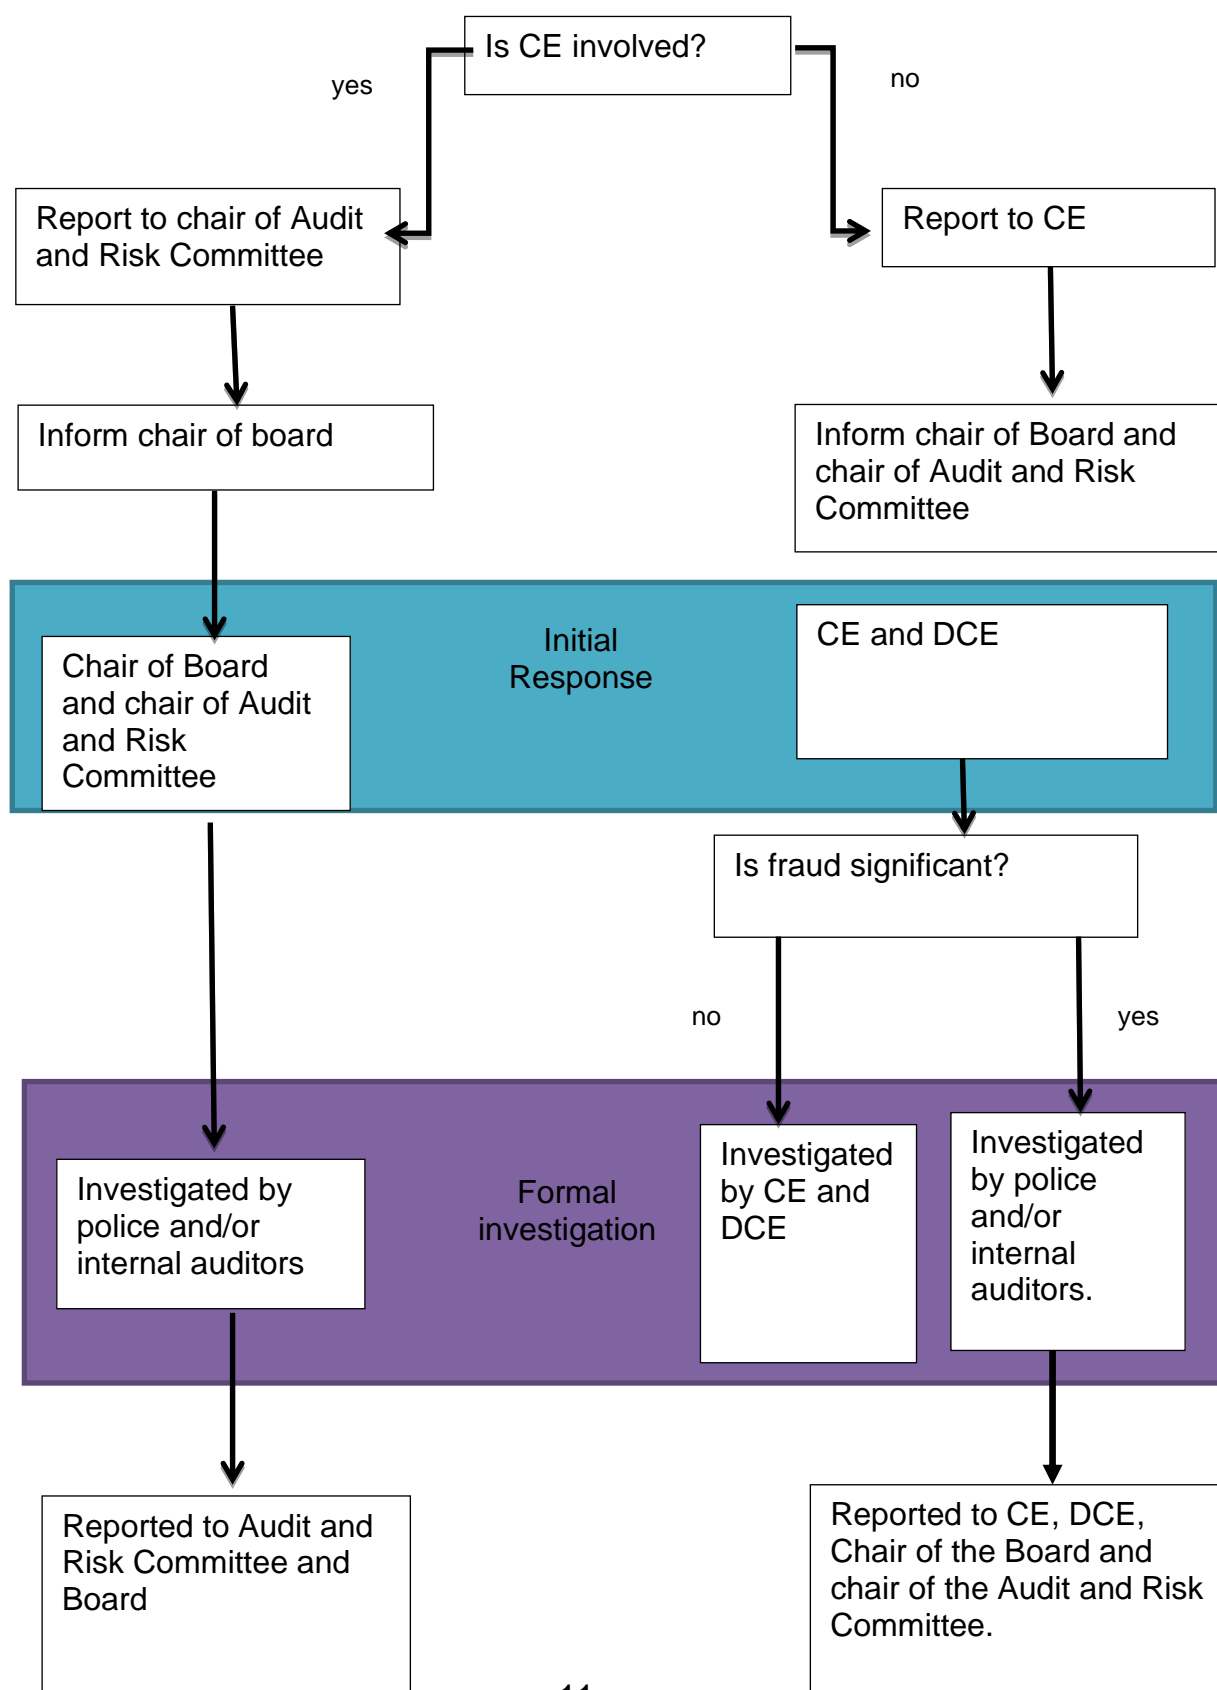 Is CE involved?
yes
no
Report to chair of Audit
and Risk Committee
Report to CE
Inform chair of board
Inform chair of Board and
chair of Audit and Risk
Committee
Initial
Response
CE and DCE
Chair of Board
and chair of Audit
and Risk
Committee
Is fraud significant?
no
yes
Investigated by
police and/or
internal auditors
Formal
investigation
Investigated
by CE and
DCE
Investigated
by police
and/or
internal
auditors.
Reported to Audit and
Risk Committee and
Board
Reported to CE, DCE,
Chair of the Board and
chair of the Audit and Risk
Committee.